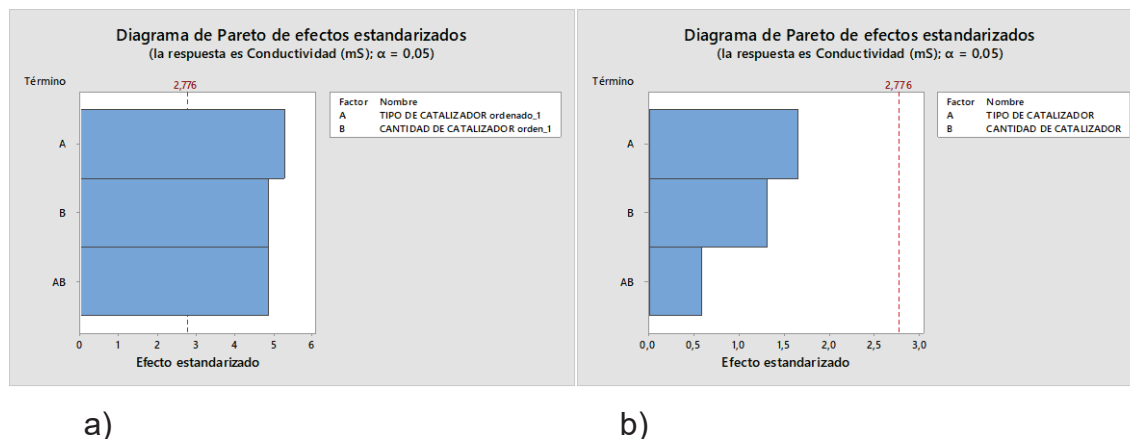 Diagrama de Pareto de efectos estandarizados
(la respuesta es Conductividad (mS); α = 0,05)
Término
2,776
Factor Nombre
A TIPO DE CATALIZADOR ordenado_1
B CANTIDAD DE CATALIZADOR orden_1
A
B
AB
0 1 2 3 4 5 6
Efecto estandarizado
a)
Diagrama de Pareto de efectos estandarizados
(la respuesta es Conductividad (mS); α = 0,05)
Término
2,776
Factor Nombre
A TIPO DE CATALIZADOR
B CANTIDAD DE CATALIZADOR
A
B
AB
0,0 0,5 1,0 1,5 2,0 2,5 3,0
Efecto estandarizado
b)